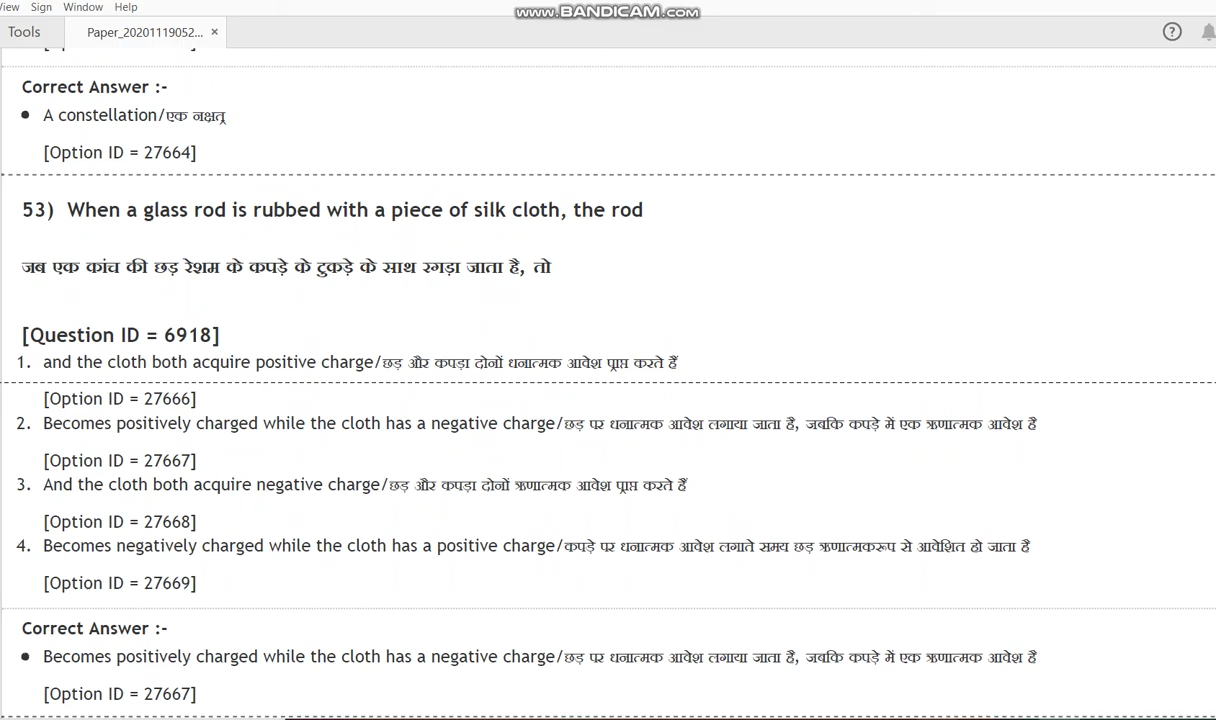 View Sign Window Help
www.BANDICAM.com
Tools Paper_20201119052... ×
Correct Answer :-
• A constellation/एक नक्षत्र
[Option ID = 27664]
53) When a glass rod is rubbed with a piece of silk cloth, the rod
जब एक कांच की छड़ रेशम के कपड़े के टुकड़े के साथ रगड़ा जाता है, तो
[Question ID = 6918]
1. and the cloth both acquire positive charge/छड़ और कपड़ा दोनों धनात्मक आवेश प्राप्त करते हैं
[Option ID = 27666]
2. Becomes positively charged while the cloth has a negative charge/छड़ पर धनात्मक आवेश लगाया जाता है, जबकि कपड़े में एक ऋणात्मक आवेश है
[Option ID = 27667]
3. And the cloth both acquire negative charge/छड़ और कपड़ा दोनों ऋणात्मक आवेश प्राप्त करते हैं
[Option ID = 27668]
4. Becomes negatively charged while the cloth has a positive charge/कपड़े पर धनात्मक आवेश लगाते समय छड़ ऋणात्मकरूप से आवेशित हो जाता है
[Option ID = 27669]
Correct Answer :-
• Becomes positively charged while the cloth has a negative charge/छड़ पर धनात्मक आवेश लगाया जाता है, जबकि कपड़े में एक ऋणात्मक आवेश है
[Option ID = 27667]